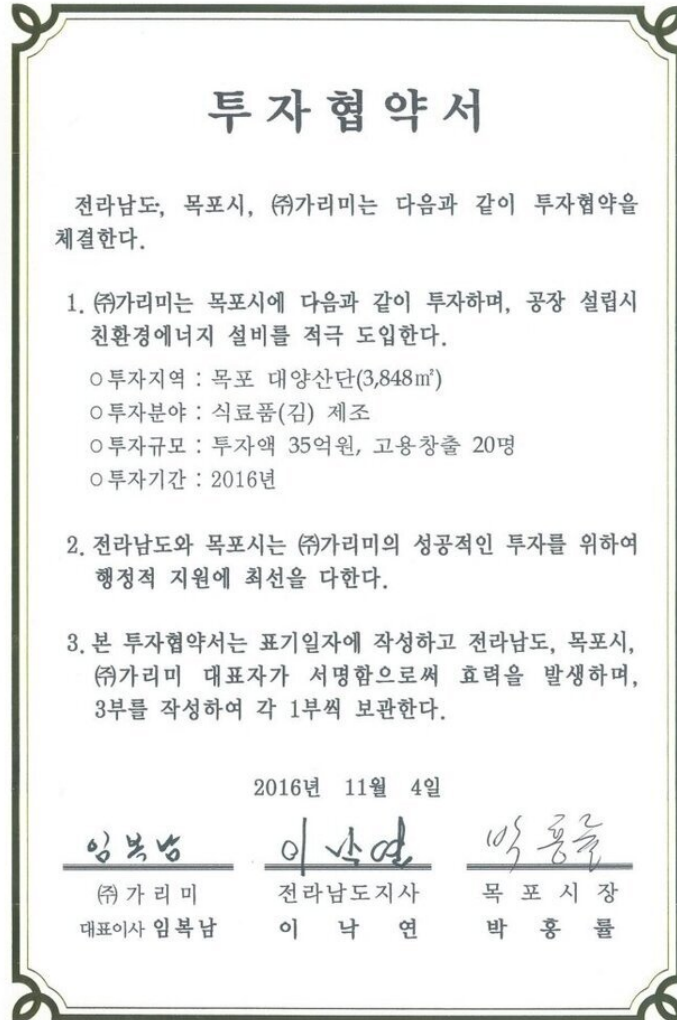 투자협약서
전라남도, 목포시, ㈜가리미는 다음과 같이 투자협약을
체결한다.
1. ㈜가리미는 목포시에 다음과 같이 투자하며, 공장 설립시
친환경에너지 설비를 적극 도입한다.
○투자지역 : 목포 대양산단(3,848㎡)
○투자분야 : 식료품(김) 제조
○투자규모 : 투자액 35억원, 고용창출 20명
○투자기간 : 2016년
2. 전라남도와 목포시는 ㈜가리미의 성공적인 투자를 위하여
행정적 지원에 최선을 다한다.
3. 본 투자협약서는 표기일자에 작성하고 전라남도, 목포시,
㈜가리미 대표자가 서명함으로써 효력을 발생하며,
3부를 작성하여 각 1부씩 보관한다.
2016년 11월 4일
임복남 이낙연 박홍률
㈜가리미 전라남도지사 목포시장
대표이사 임복남 이낙연 박홍률